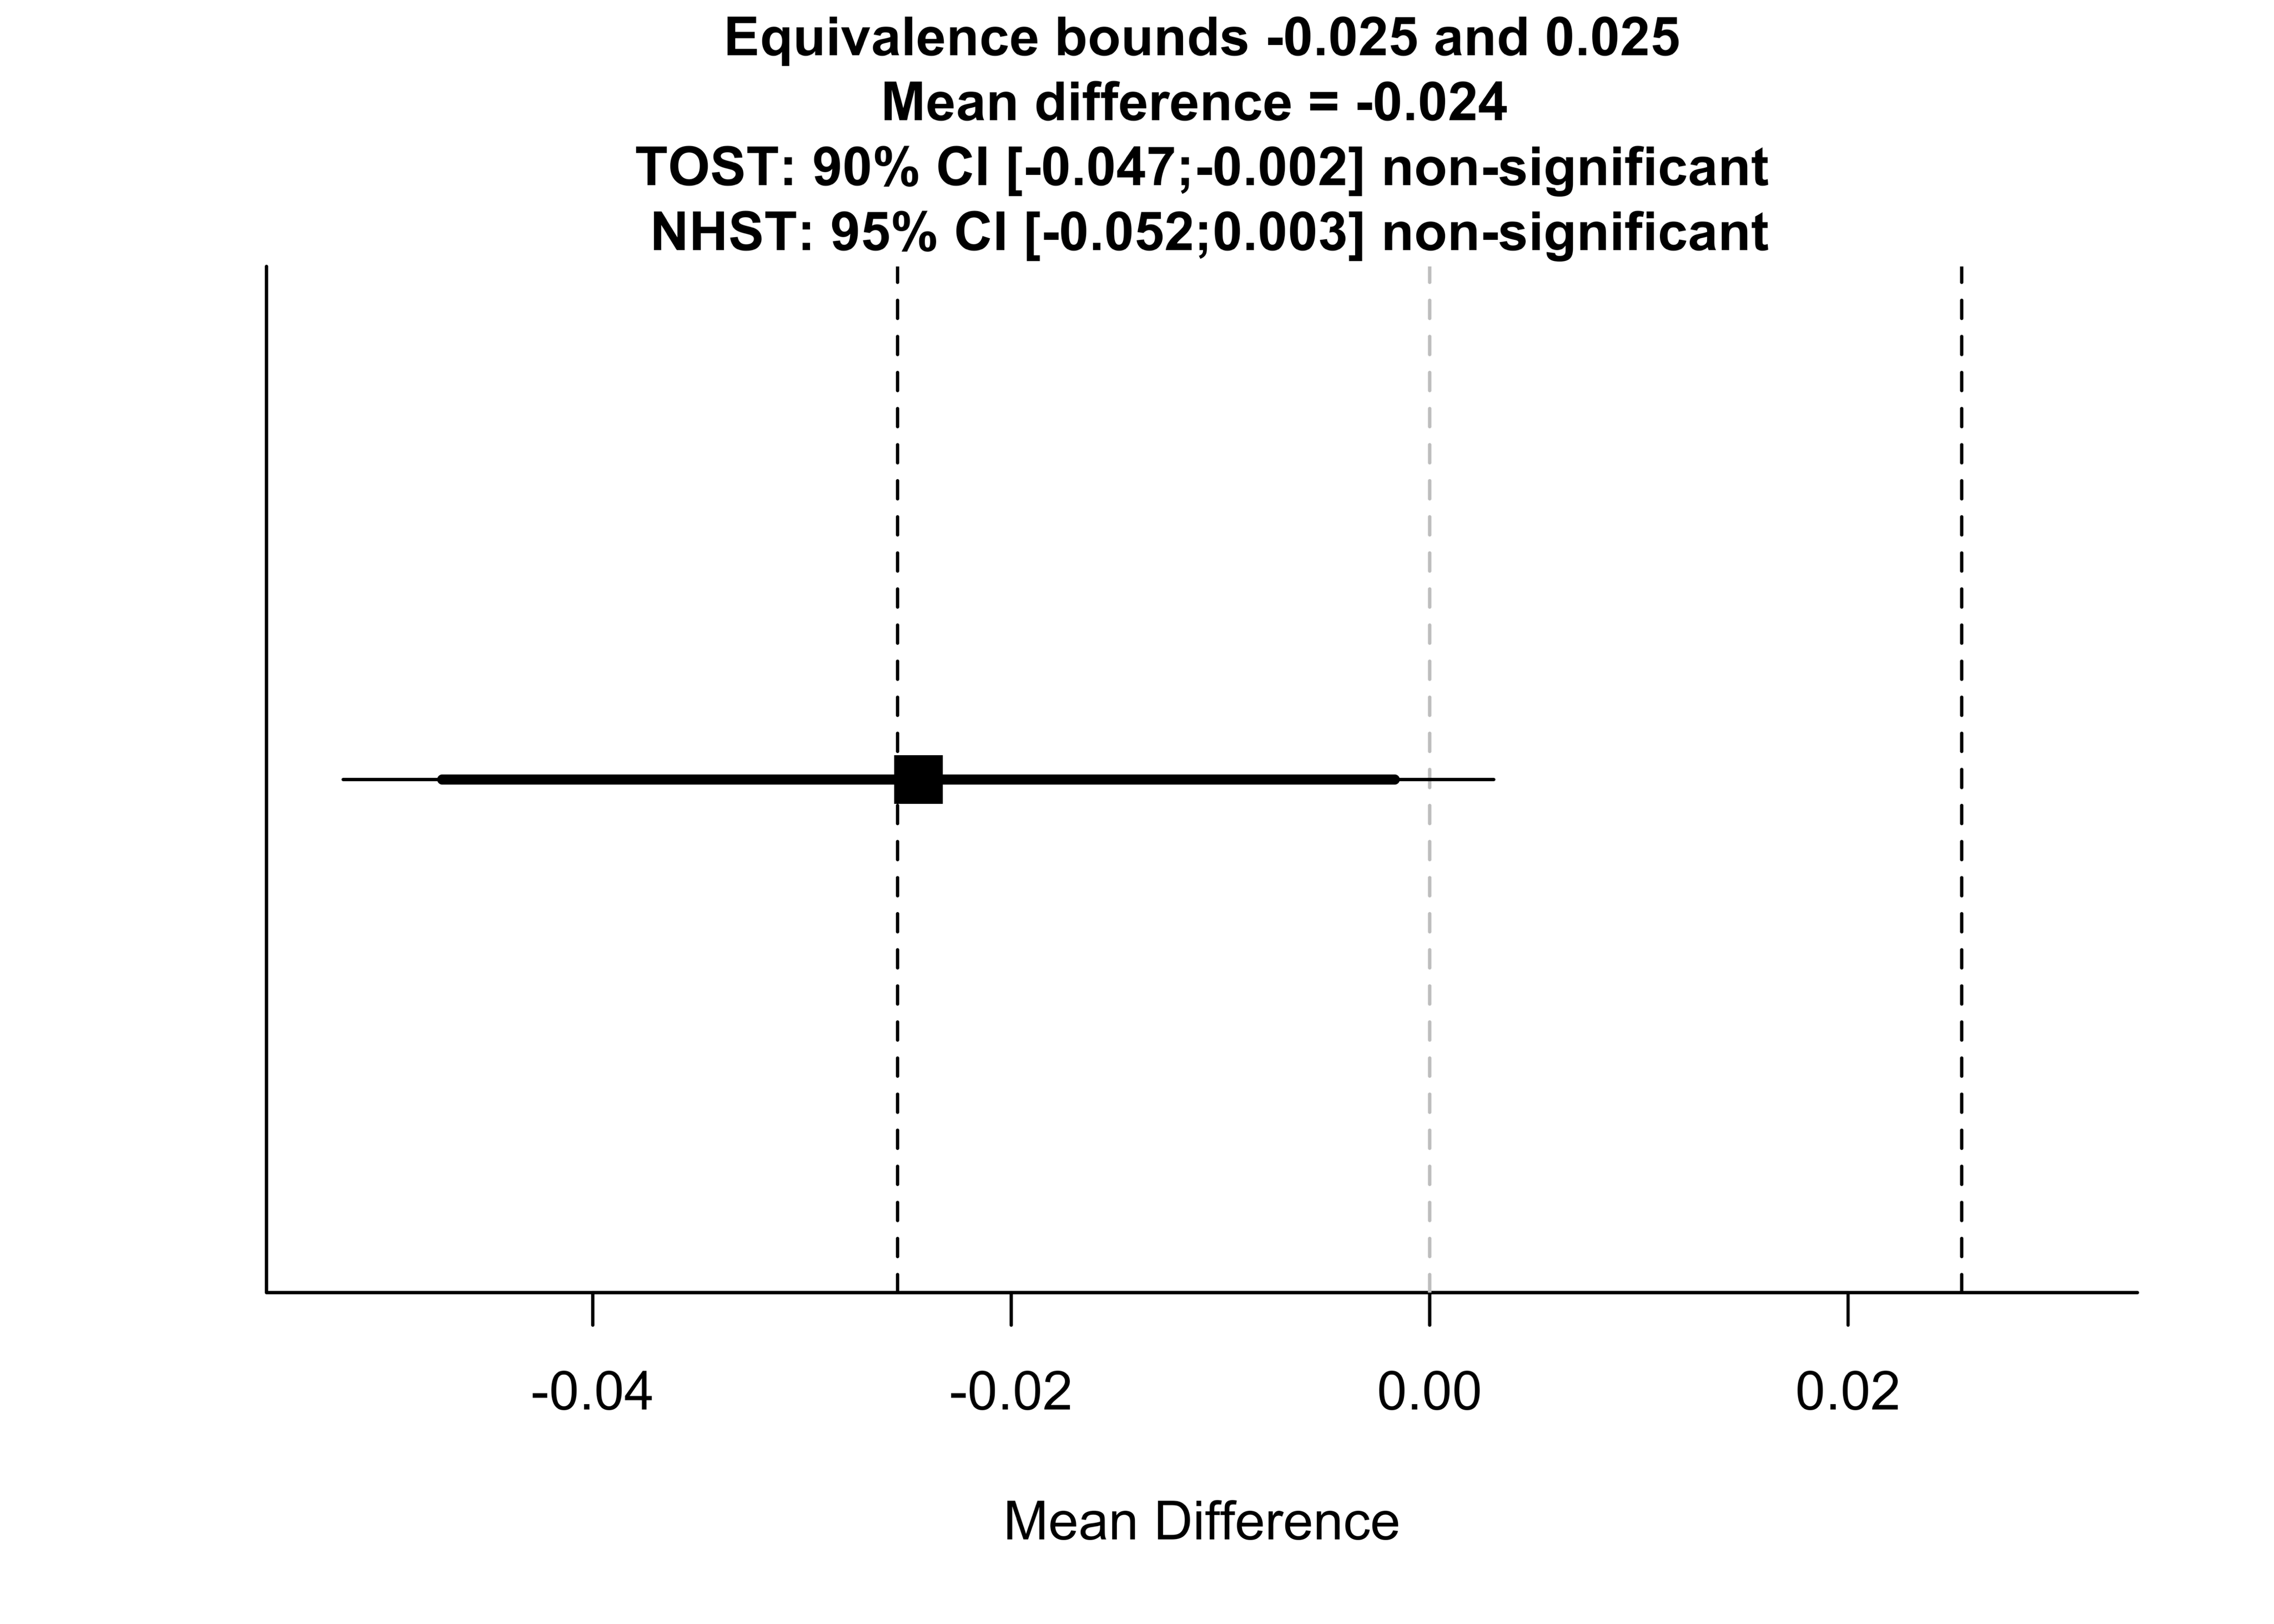 Equivalence bounds -0.025 and 0.025
Mean difference = -0.024
TOST: 90% CI [-0.047;-0.002] non-significant
NHST: 95% CI [-0.052;0.003] non-significant
-0.04 -0.02 0.00 0.02
Mean Difference